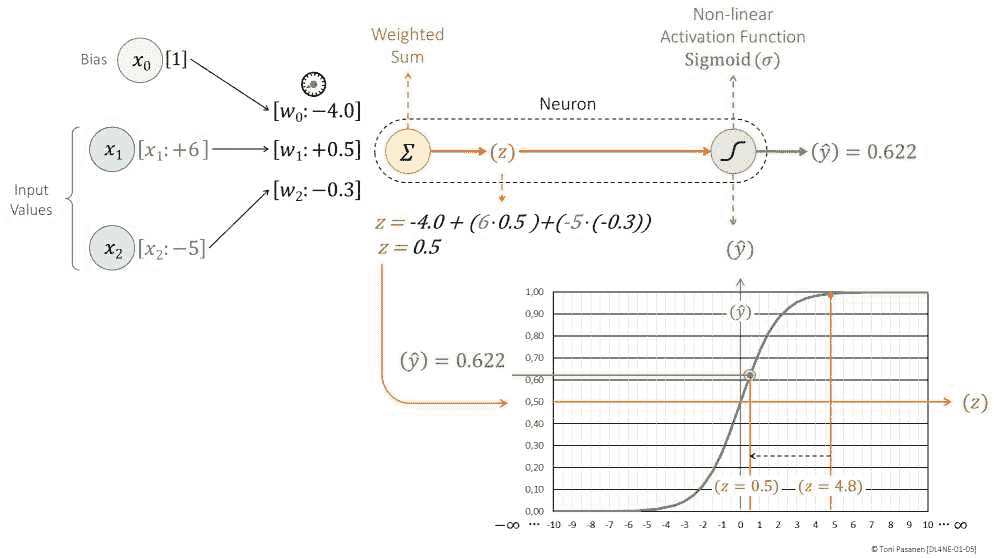 Weighted
Sum
Non-linear
Activation Function
Sigmoid (σ)
Bias
x₀ [1]
[w₀: −4.0]
Neuron
Input
Values
x₁ [x₁: +6]
[w₁: +0.5]
Σ
(z)
(ŷ) = 0.622
[w₂: −0.3]
x₂ [x₂: −5]
z = -4.0 + (6·0.5 )+(-5·(-0.3))
z = 0.5
(ŷ)
1,00
0,90
(ŷ)
0,80
0,70
(ŷ) = 0.622
0,60
0,50
(z)
0,40
0,30
0,20
0,10
(z = 0.5)
(z = 4.8)
0,00
−∞ ··· -10 -9 -8 -7 -6 -5 -4 -3 -2 -1 0 1 2 3 4 5 6 7 8 9 10 ··· ∞
© Toni Pasanen [DL4NE-01-05]